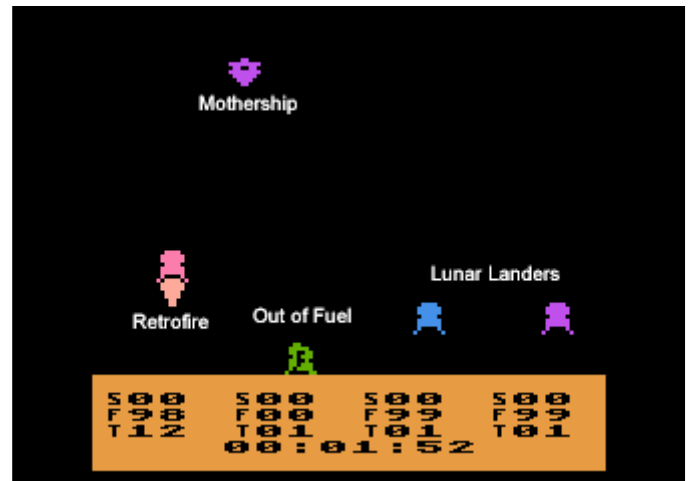 Mothership
Lunar Landers
Retrofire
Out of Fuel
S00 S00 S00 S00
F98 F00 F99 F99
T12 T01 T01 T01
00:01:52